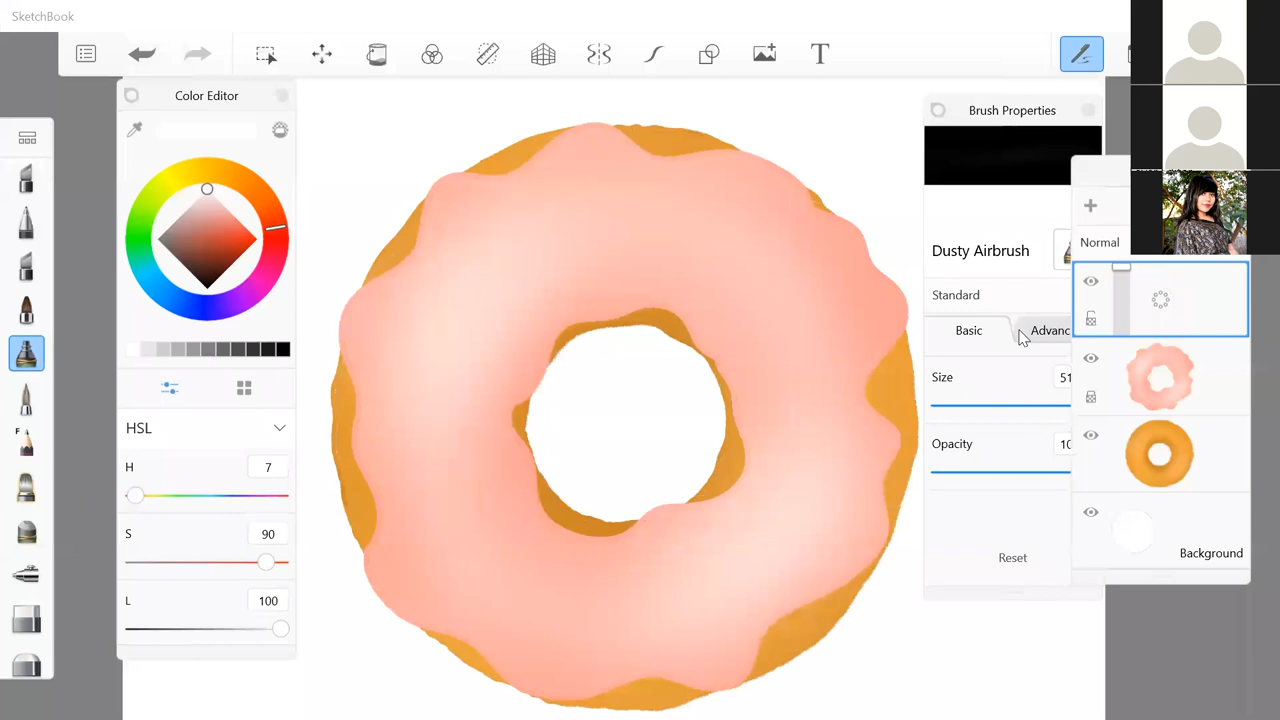 SketchBook
T
Color Editor
HSL
H 7
S 90
L 100
F
Brush Properties
Dusty Airbrush
Standard
Basic
Advanc
Size 51
Opacity 10
Reset
Normal
Background